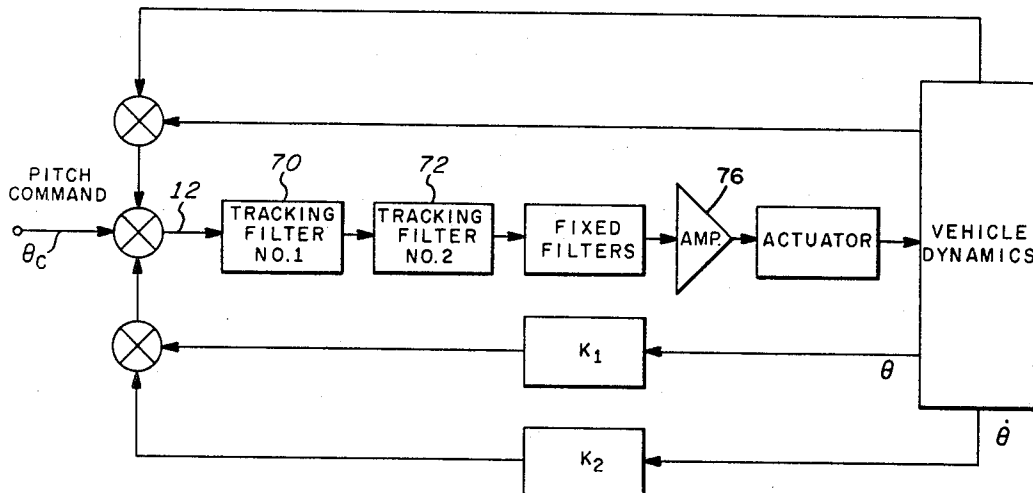 PITCH
COMMAND
θC
12
70
TRACKING
FILTER
NO.1
72
TRACKING
FILTER
NO.2
FIXED
FILTERS
76
AMP.
ACTUATOR
VEHICLE
DYNAMICS
K1
θ
K2
θ̇